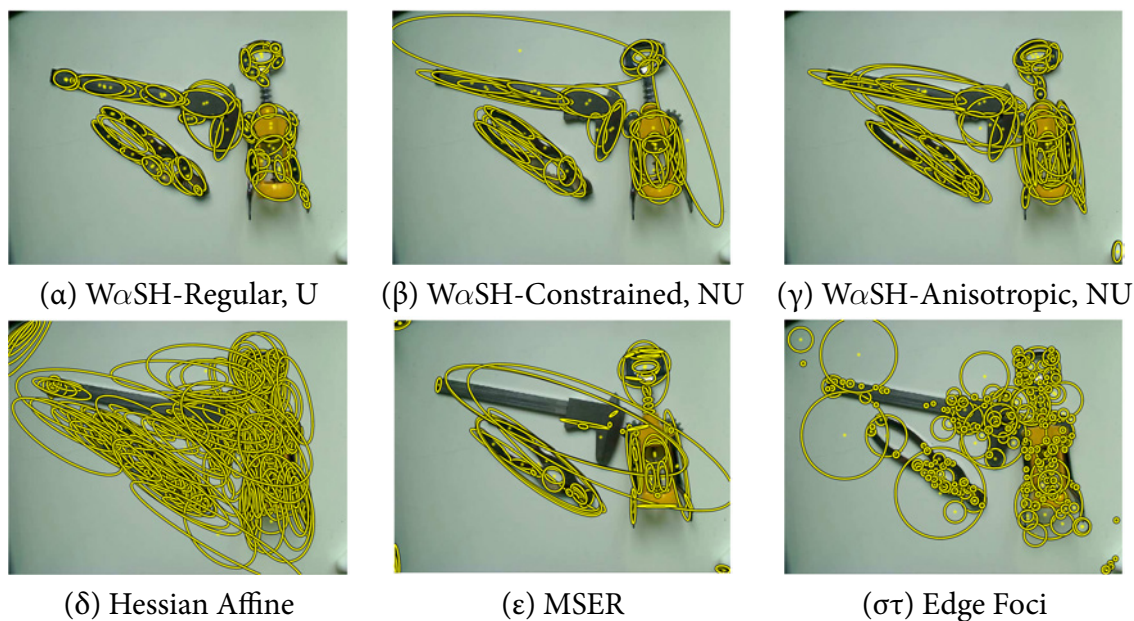 (α) WαSH-Regular, U
(β) WαSH-Constrained, NU
(γ) WαSH-Anisotropic, NU
(δ) Hessian Affine
(ε) MSER
(στ) Edge Foci